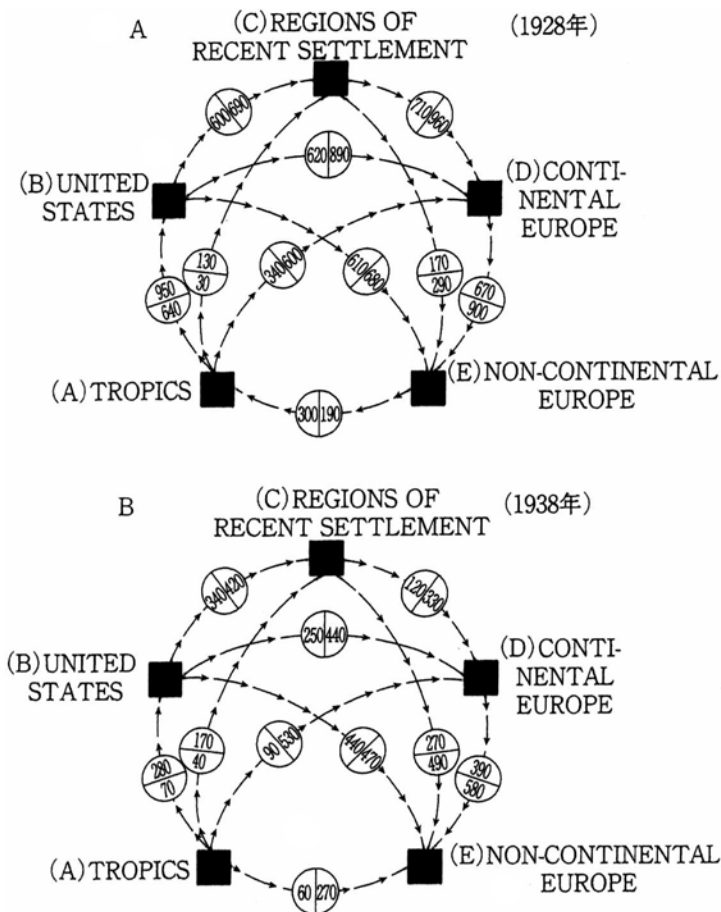 A
(C) REGIONS OF
RECENT SETTLEMENT
(1928年)
600 690
710 960
620 890
(B) UNITED
STATES
(D) CONTI-
NENTAL
EUROPE
130
30
340 600
610 680
170
290
950
640
670
900
(A) TROPICS
(E) NON-CONTINENTAL
EUROPE
300 190
B
(C) REGIONS OF
RECENT SETTLEMENT
(1938年)
340 420
120 330
250 440
(B) UNITED
STATES
(D) CONTI-
NENTAL
EUROPE
170
40
90 530
440 470
270
490
280
70
390
580
(A) TROPICS
(E) NON-CONTINENTAL
EUROPE
60 270